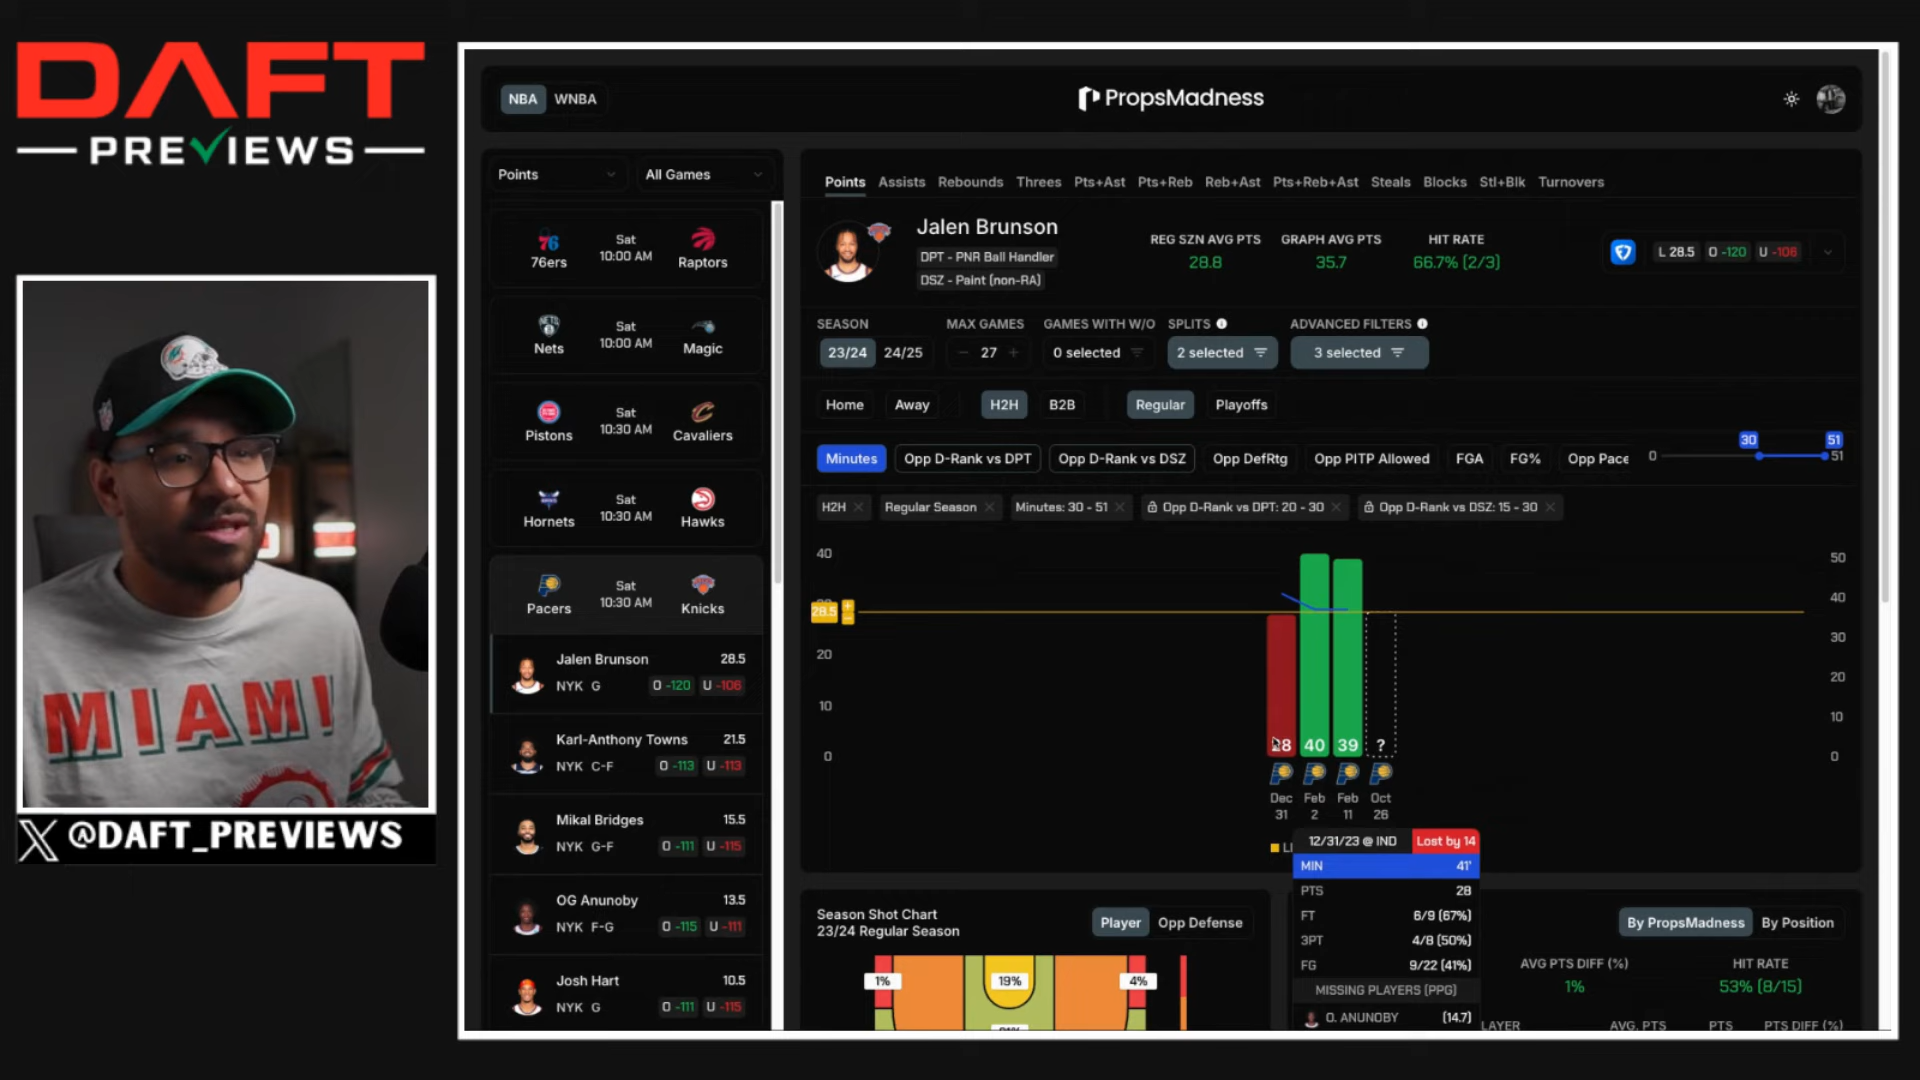 DAFT
PREVIEWS
MIAMI
@DAFT_PREVIEWS
NBA WNBA
PropsMadness
Points All Games
76ers Sat 10:00 AM Raptors
Nets Sat 10:00 AM Magic
Pistons Sat 10:30 AM Cavaliers
Hornets Sat 10:30 AM Hawks
Pacers Sat 10:30 AM Knicks
Jalen Brunson 28.5
NYK G O -120 U -106
Karl-Anthony Towns 21.5
NYK C-F O -113 U -113
Mikal Bridges 15.5
NYK G-F O -111 U -115
OG Anunoby 13.5
NYK F-G O -115 U -111
Josh Hart 10.5
NYK G O -111 U -115
Points Assists Rebounds Threes Pts+Ast Pts+Reb Reb+Ast Pts+Reb+Ast Steals Blocks Stl+Blk Turnovers
Jalen Brunson
DPT - PNR Ball Handler
DSZ - Paint (non-RA)
REG SZN AVG PTS GRAPH AVG PTS HIT RATE
28.8 35.7 66.7% (2/3)
L 28.5 O -120 U -106
SEASON MAX GAMES GAMES WITH W/O SPLITS ADVANCED FILTERS
23/24 24/25 − 27 + 0 selected 2 selected 3 selected
Home Away H2H B2B Regular Playoffs
Minutes Opp D-Rank vs DPT Opp D-Rank vs DSZ Opp DefRtg Opp PITP Allowed FGA FG% Opp Pace
0 30 51 51
H2H Regular Season Minutes: 30 - 51 Opp D-Rank vs DPT: 20 - 30 Opp D-Rank vs DSZ: 15 - 30
40 50
40
28.5
30
20 20
10 10
0 0
28 40 39 ?
Dec 31 Feb 2 Feb 11 Oct 26
12/31/23 @ IND Lost by 14
MIN 41'
PTS 28
FT 6/9 (67%)
3PT 4/8 (50%)
FG 9/22 (41%)
MISSING PLAYERS (PPG)
O. ANUNOBY (14.7)
Season Shot Chart
23/24 Regular Season
Player Opp Defense
1% 19% 4%
By PropsMadness By Position
AVG PTS DIFF (%) HIT RATE
1% 53% (8/15)
LAYER AVG. PTS PTS PTS DIFF (%)